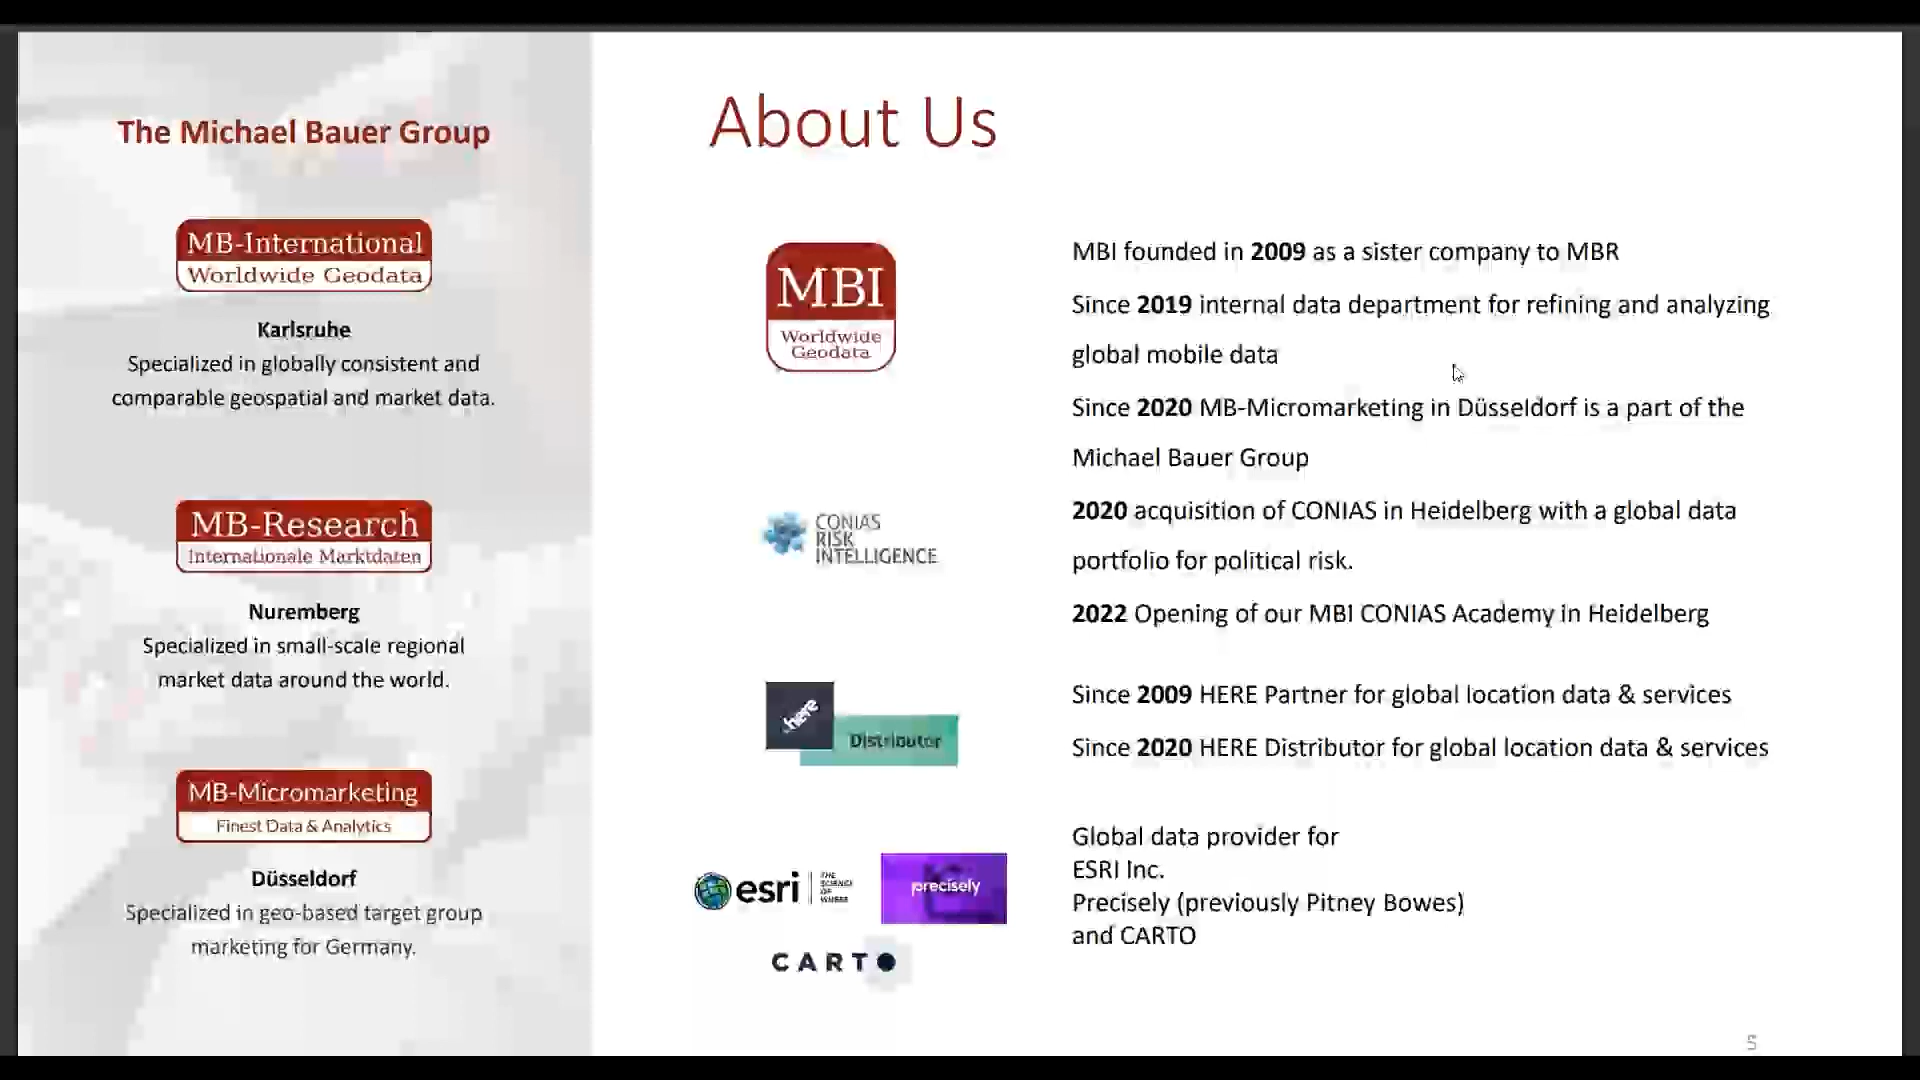 The Michael Bauer Group
MB-International
Worldwide Geodata
Karlsruhe
Specialized in globally consistent and
comparable geospatial and market data.
MB-Research
Internationale Marktdaten
Nuremberg
Specialized in small-scale regional
market data around the world.
MB-Micromarketing
Finest Data & Analytics
Düsseldorf
Specialized in geo-based target group
marketing for Germany.
About Us
MBI
Worldwide
Geodata
MBI founded in 2009 as a sister company to MBR
Since 2019 internal data department for refining and analyzing
global mobile data
Since 2020 MB-Micromarketing in Düsseldorf is a part of the
Michael Bauer Group
CONIAS
RISK
INTELLIGENCE
2020 acquisition of CONIAS in Heidelberg with a global data
portfolio for political risk.
2022 Opening of our MBI CONIAS Academy in Heidelberg
here
Distributor
Since 2009 HERE Partner for global location data & services
Since 2020 HERE Distributor for global location data & services
esri
THE
SCIENCE
OF
WHERE
precisely
CARTO
Global data provider for
ESRI Inc.
Precisely (previously Pitney Bowes)
and CARTO
5